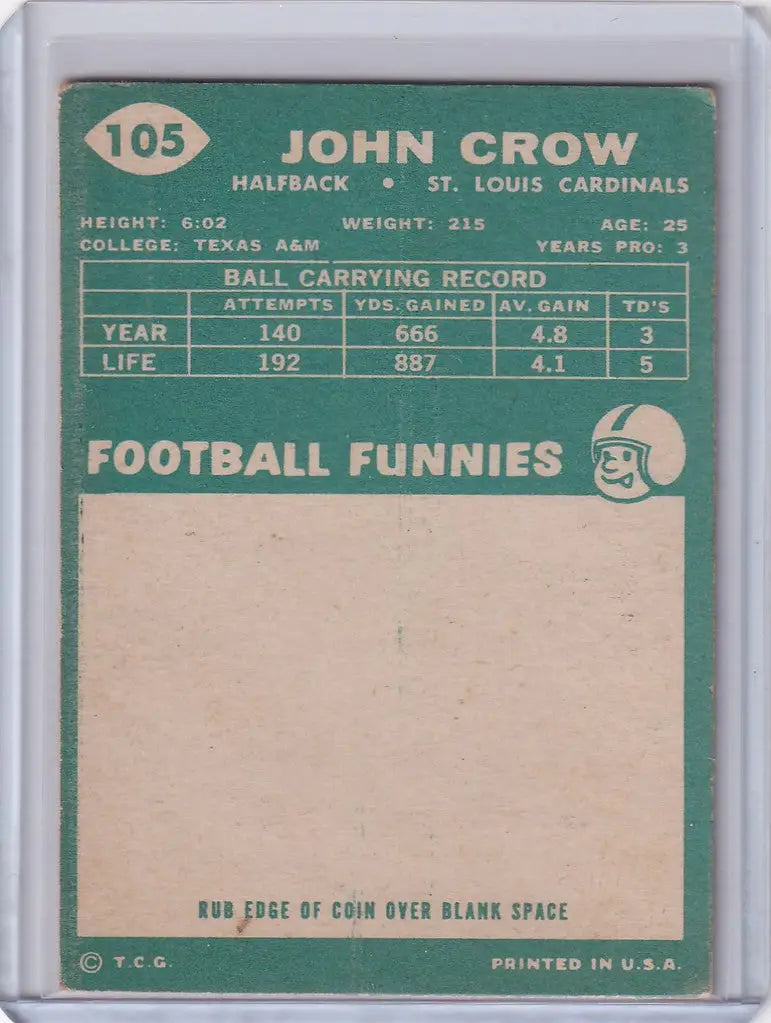 105
JOHN CROW
HALFBACK • ST. LOUIS CARDINALS
HEIGHT: 6:02 WEIGHT: 215 AGE: 25
COLLEGE: TEXAS A&M YEARS PRO: 3
BALL CARRYING RECORD
ATTEMPTS YDS. GAINED AV. GAIN TD'S
YEAR 140 666 4.8 3
LIFE 192 887 4.1 5
FOOTBALL FUNNIES
RUB EDGE OF COIN OVER BLANK SPACE
© T.C.G. PRINTED IN U.S.A.